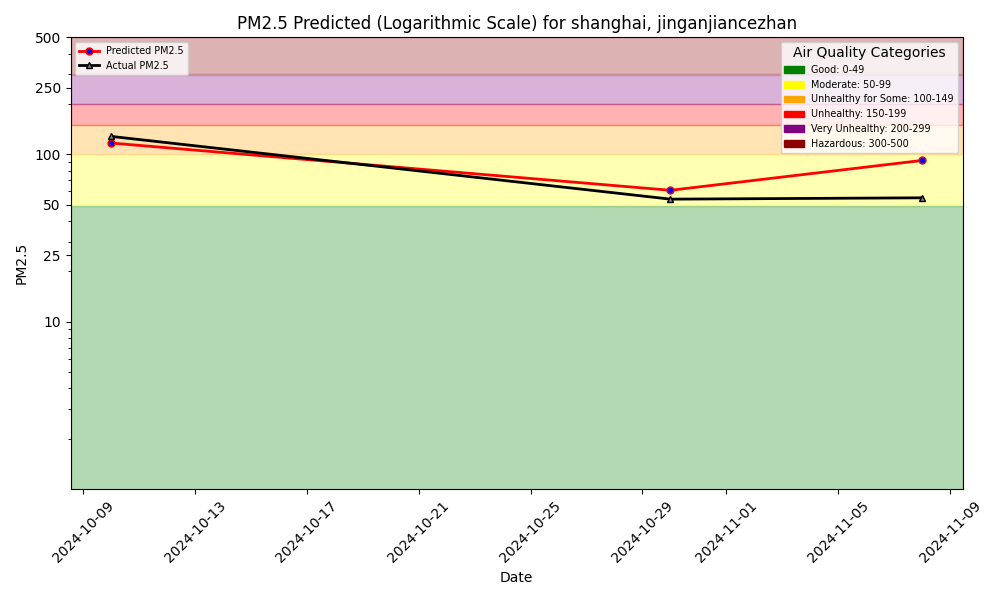 PM2.5 Predicted (Logarithmic Scale) for shanghai, jinganjiancezhan
Predicted PM2.5
Actual PM2.5
Air Quality Categories
Good: 0-49
Moderate: 50-99
Unhealthy for Some: 100-149
Unhealthy: 150-199
Very Unhealthy: 200-299
Hazardous: 300-500
500
250
100
50
25
10
PM2.5
2024-10-09
2024-10-13
2024-10-17
2024-10-21
2024-10-25
2024-10-29
2024-11-01
2024-11-05
2024-11-09
Date